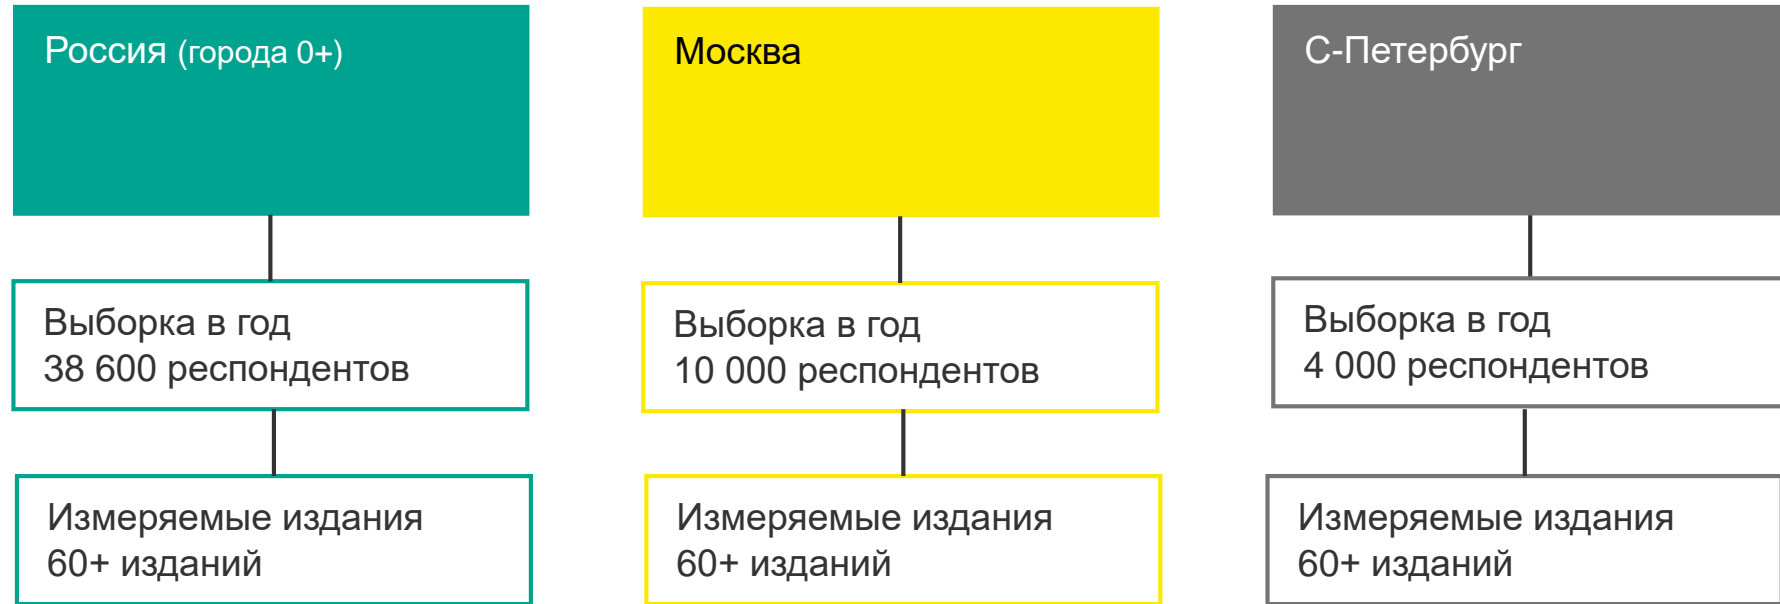 Россия (города 0+)
Выборка в год
38 600 респондентов
Измеряемые издания
60+ изданий
Москва
Выборка в год
10 000 респондентов
Измеряемые издания
60+ изданий
С-Петербург
Выборка в год
4 000 респондентов
Измеряемые издания
60+ изданий